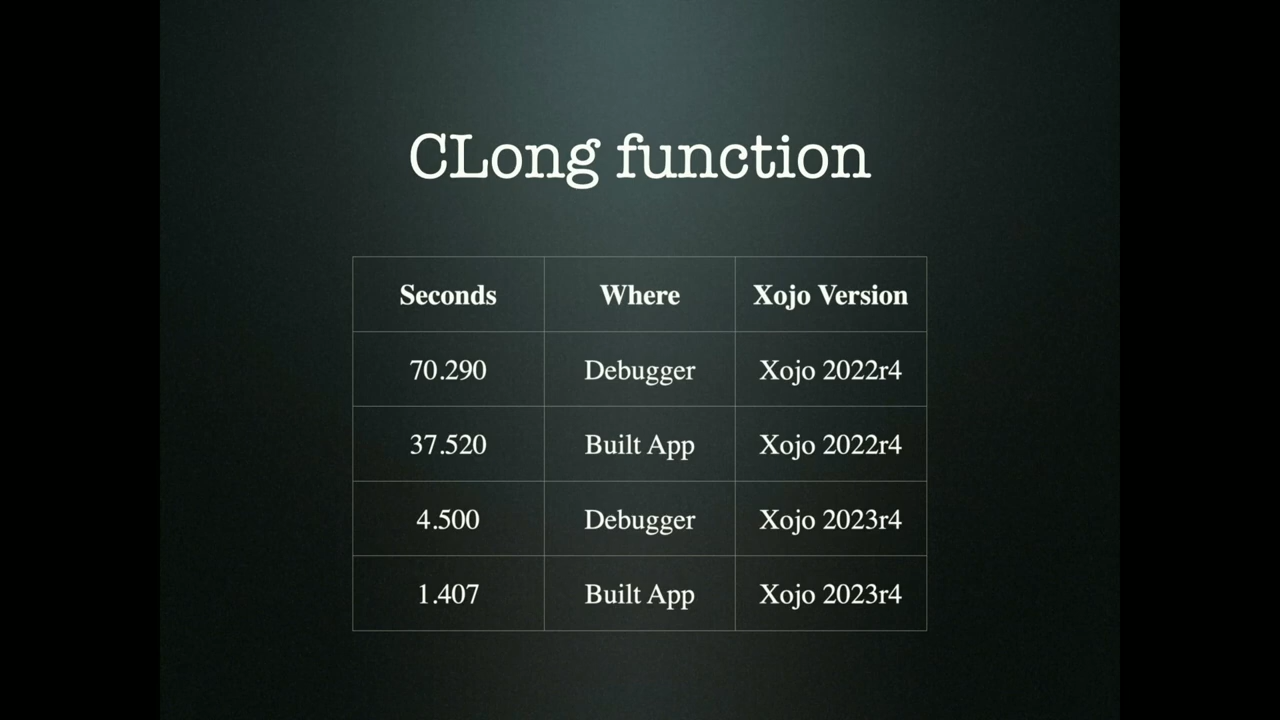 CLong function
Seconds Where Xojo Version
70.290 Debugger Xojo 2022r4
37.520 Built App Xojo 2022r4
4.500 Debugger Xojo 2023r4
1.407 Built App Xojo 2023r4